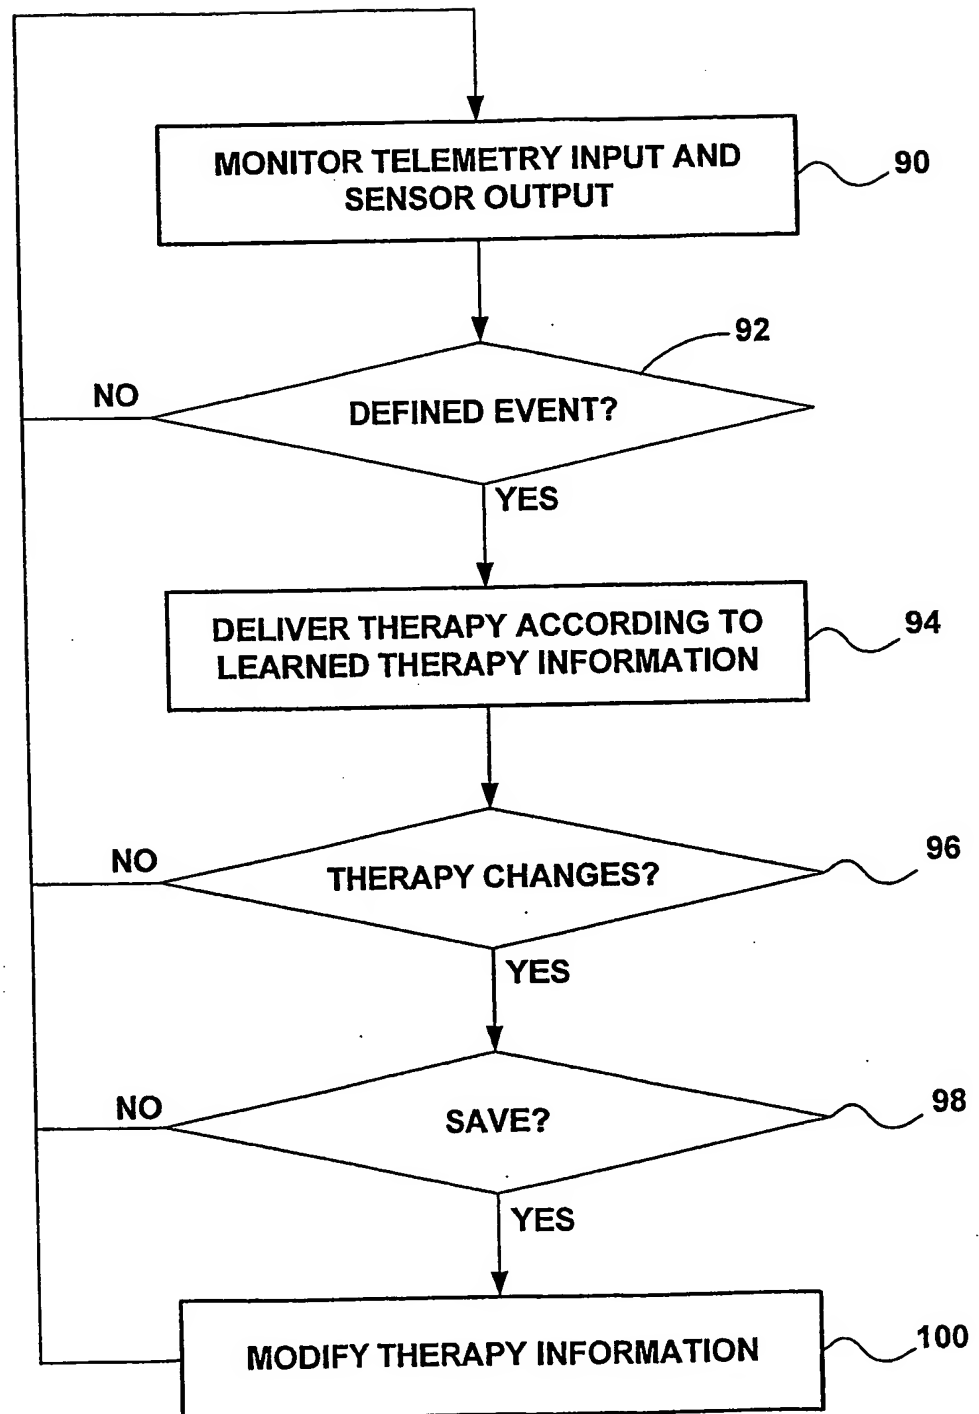 MONITOR TELEMETRY INPUT AND
SENSOR OUTPUT
90
92
NO
DEFINED EVENT?
YES
DELIVER THERAPY ACCORDING TO
LEARNED THERAPY INFORMATION
94
NO
THERAPY CHANGES?
96
YES
NO
SAVE?
98
YES
MODIFY THERAPY INFORMATION
100